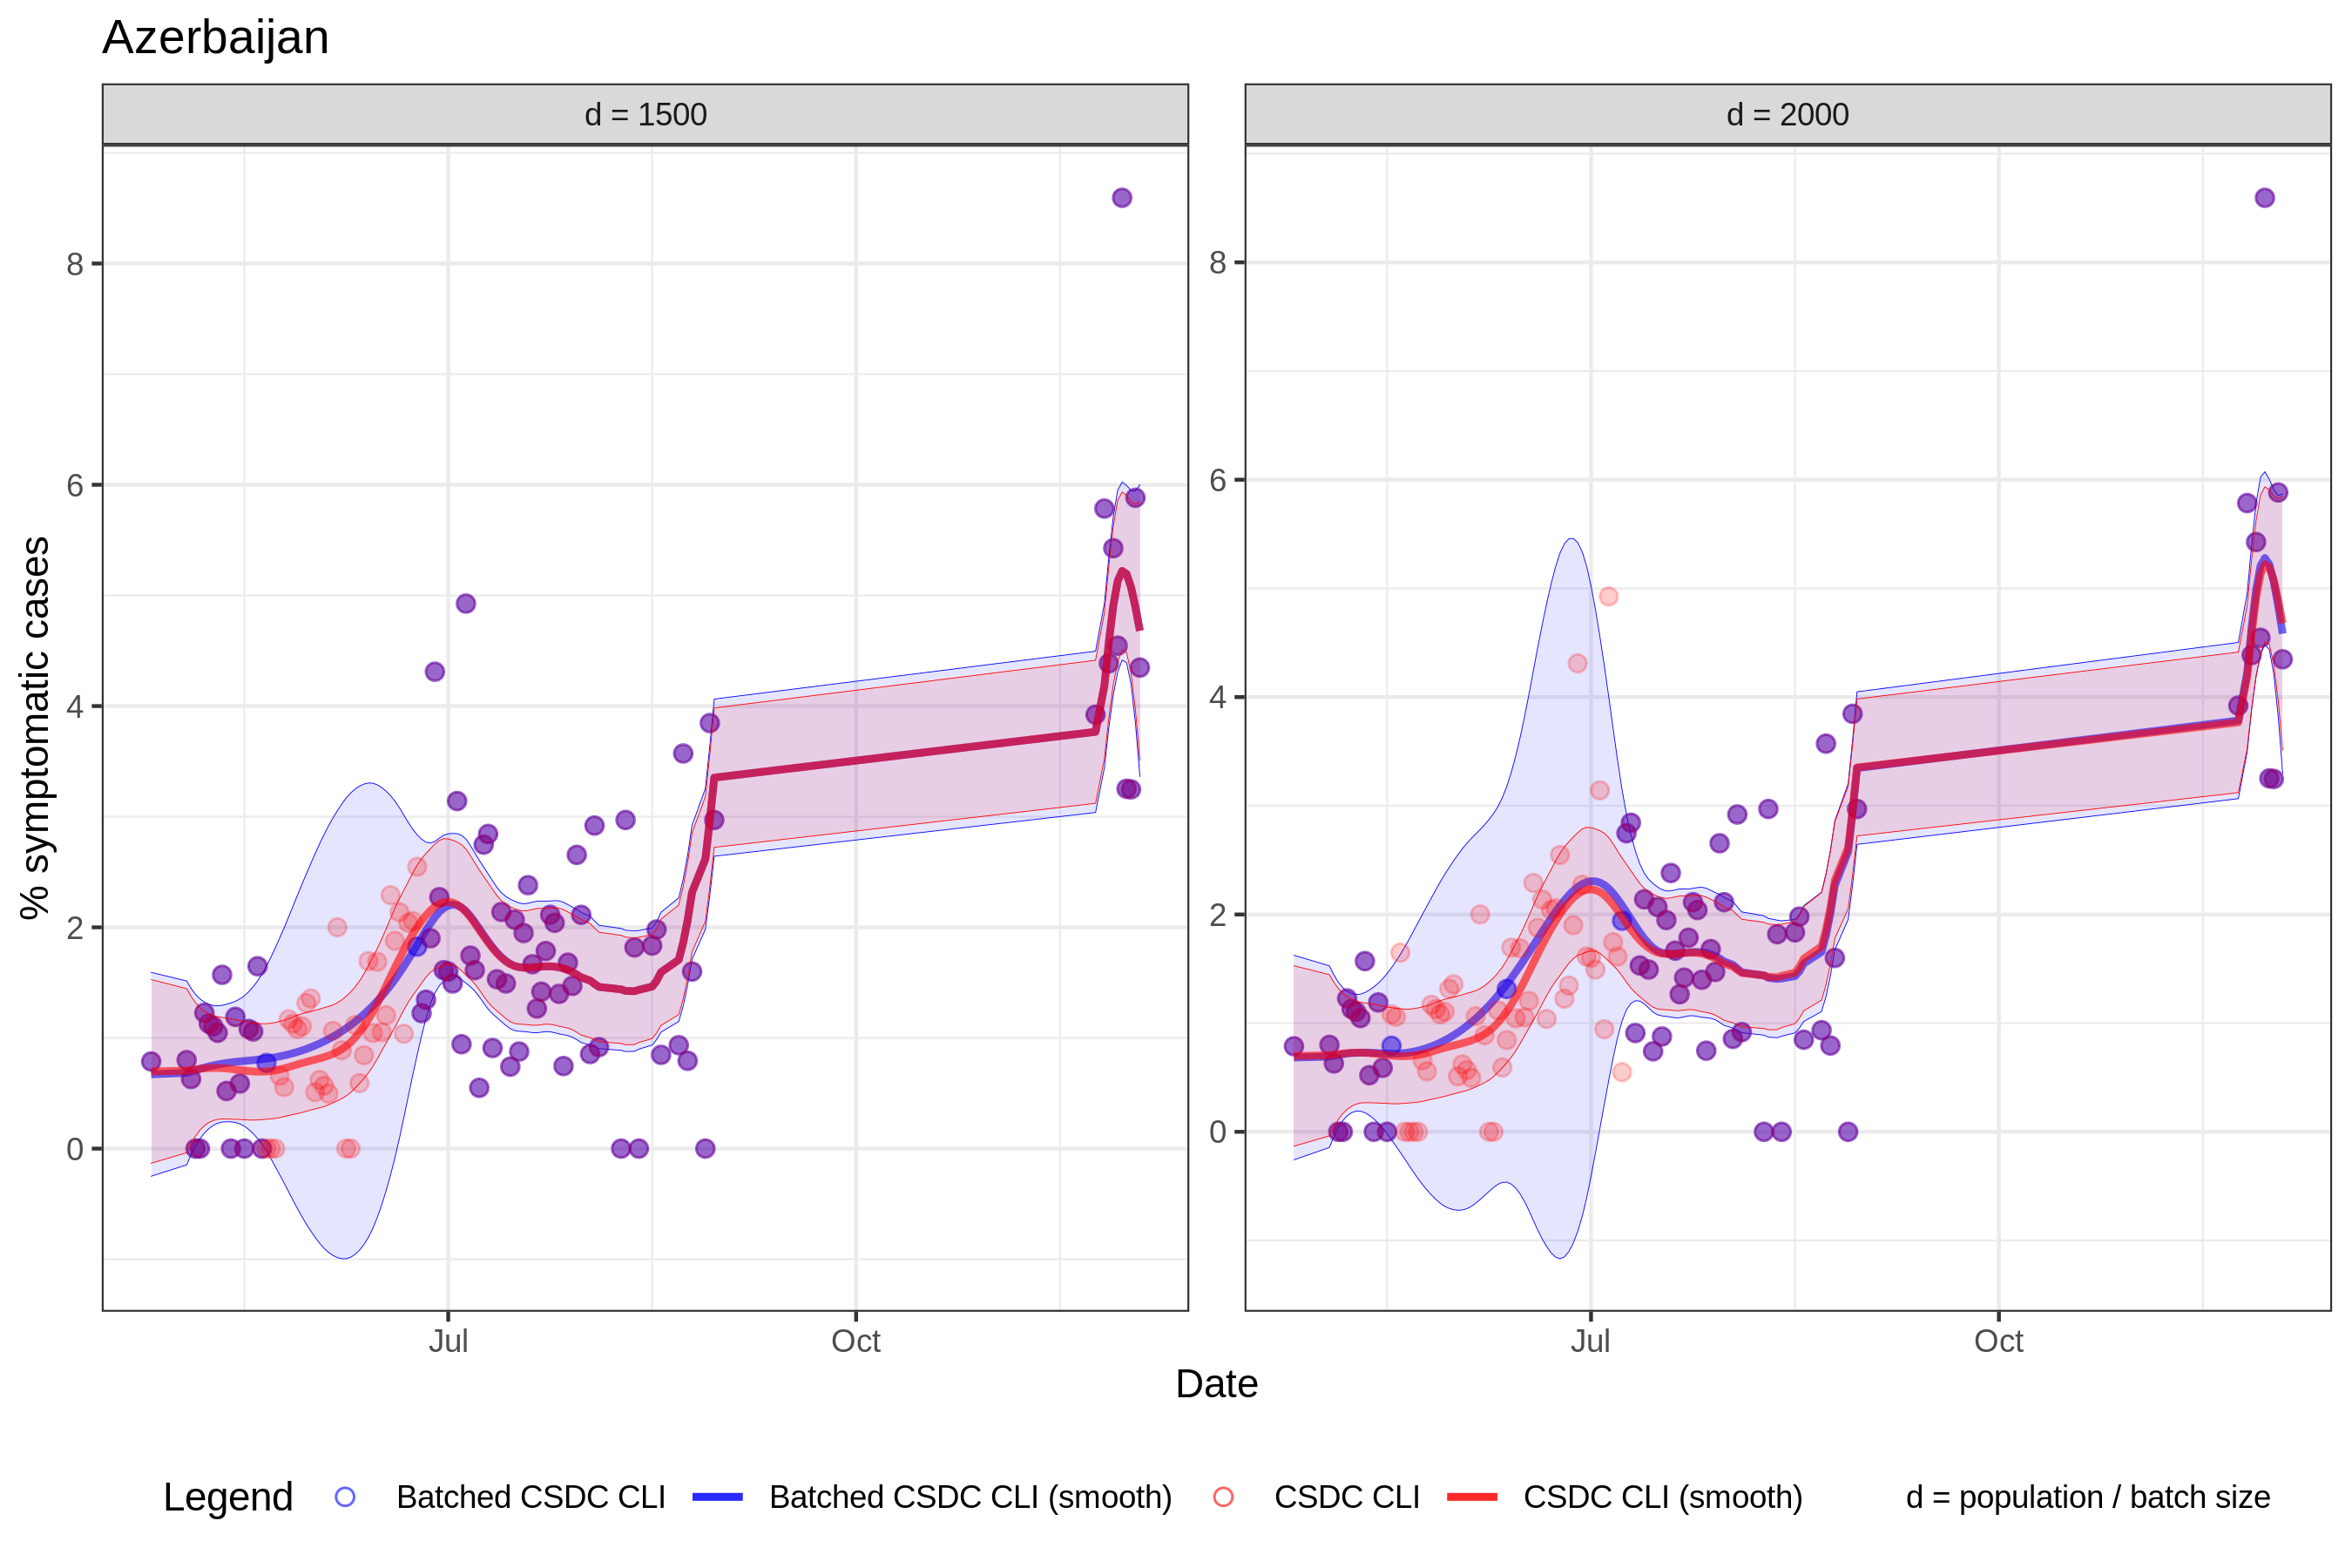 Azerbaijan
d = 1500
d = 2000
% symptomatic cases
8
6
4
2
0
8
6
4
2
0
Jul
Oct
Jul
Oct
Date
Legend Batched CSDC CLI Batched CSDC CLI (smooth) CSDC CLI CSDC CLI (smooth) d = population / batch size